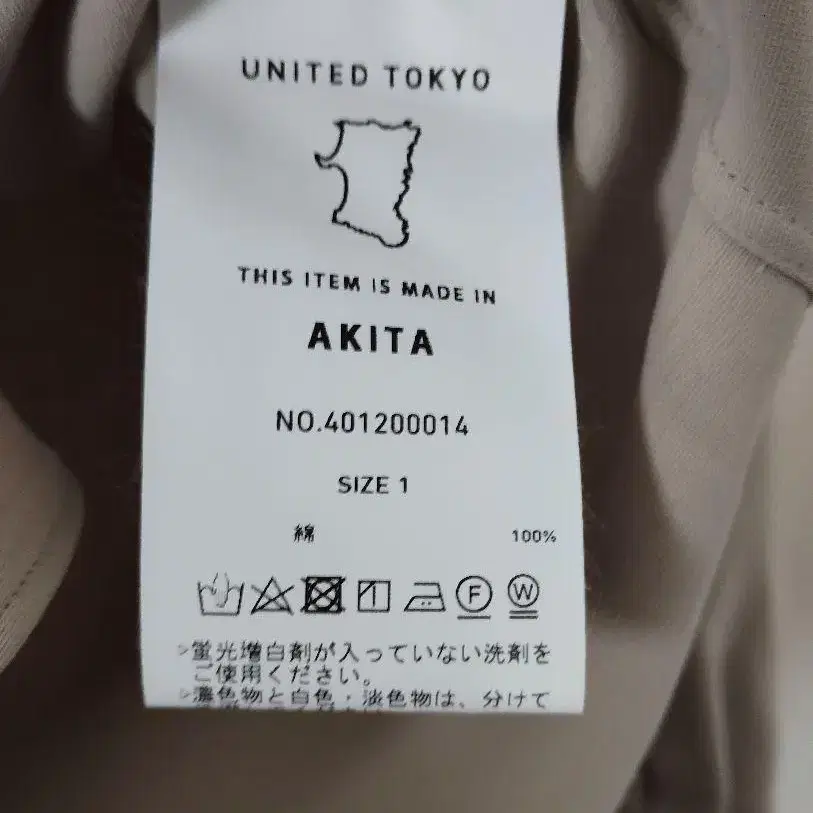 UNITED TOKYO
THIS ITEM IS MADE IN
AKITA
NO.401200014
SIZE 1
綿 100%
F W
>蛍光増白剤が入っていない洗剤を
ご使用ください。
>濃色物と白色・淡色物は、分けて